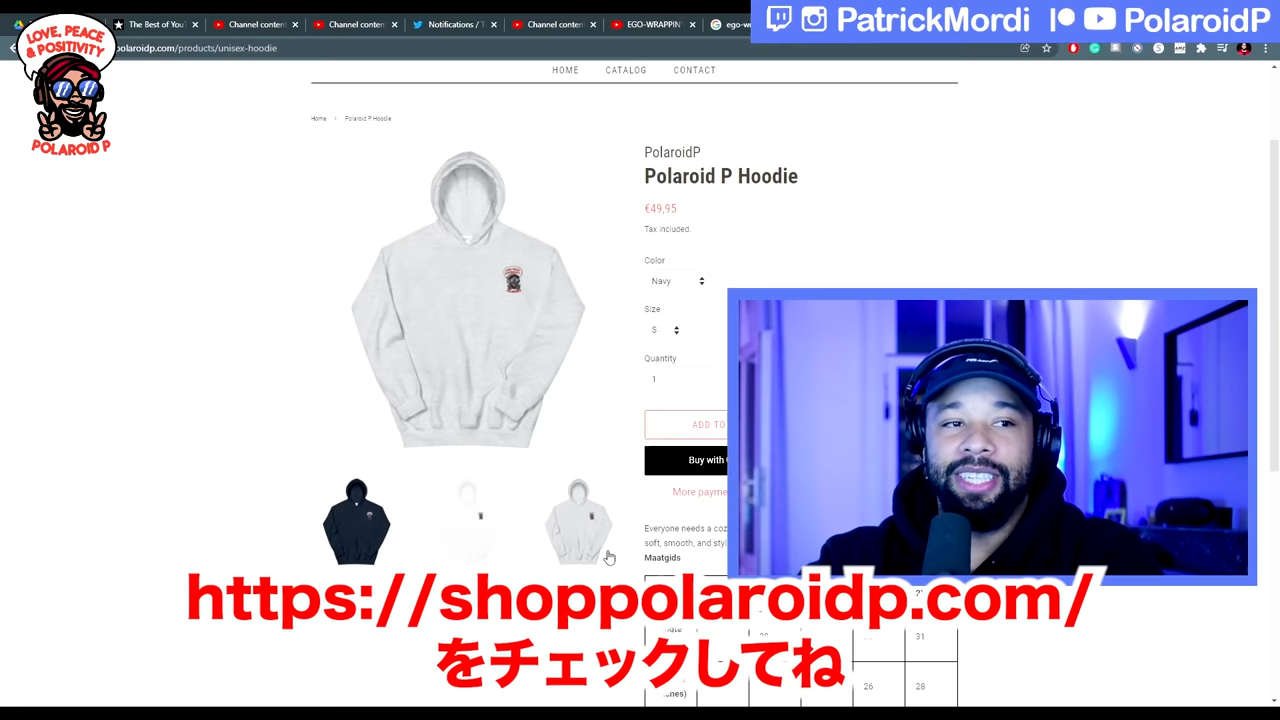 LOVE, PEACE
& POSITIVITY
POLAROID P
The Best of You
Channel conten
Channel conten
Notifications / T
Channel conten
EGO-WRAPPIN
ego-w
PatrickMordi
PolaroidP
polaroidp.com/products/unisex-hoodie
HOME CATALOG CONTACT
Home › Polaroid P Hoodie
PolaroidP
Polaroid P Hoodie
€49,95
Tax included.
Color
Navy
Size
S
Quantity
1
ADD TO
Buy with
More payme
Everyone needs a coz
soft, smooth, and styl
Maatgids
https://shoppolaroidp.com/
をチェックしてね
31
26 28